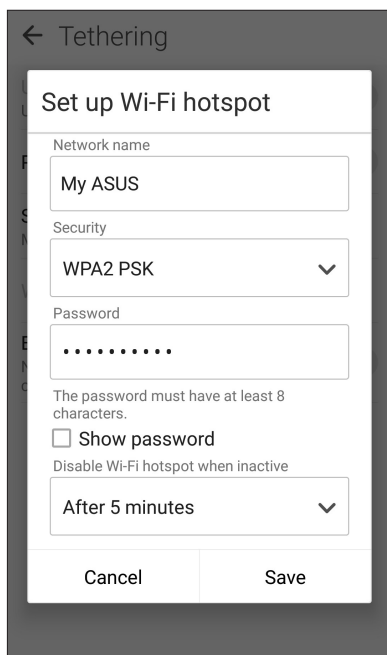 Tethering
Set up Wi-Fi hotspot
Network name
My ASUS
Security
WPA2 PSK
Password
••••••••••
The password must have at least 8
characters.
Show password
Disable Wi-Fi hotspot when inactive
After 5 minutes
Cancel
Save